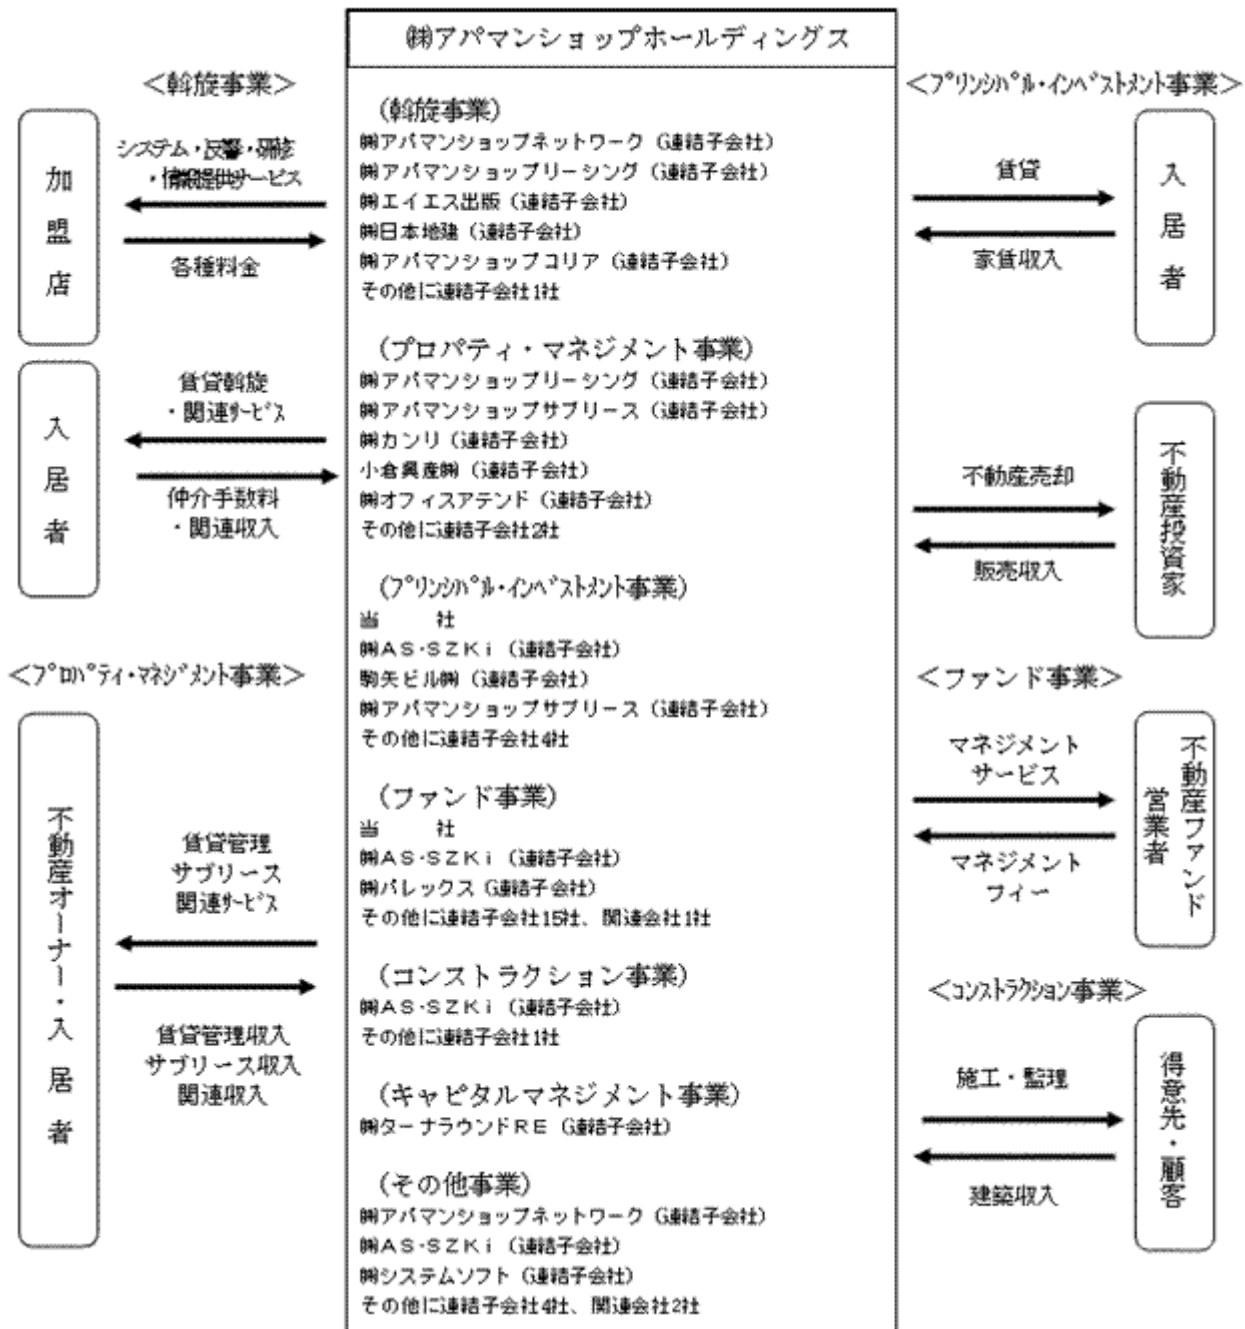 ㈱アパマンショップホールディングス
＜斡旋事業＞
加盟店
システム・反響・研修
・情報提供サービス
各種料金
入居者
賃貸斡旋
・関連ｻｰﾋﾞｽ
仲介手数料
・関連収入
＜ﾌﾟﾛﾊﾟﾃｨ・ﾏﾈｼﾞﾒﾝﾄ事業＞
不動産オーナー・入居者
賃貸管理
サブリース
関連ｻｰﾋﾞｽ
賃貸管理収入
サブリース収入
関連収入
（斡旋事業）
㈱アパマンショップネットワーク（連結子会社）
㈱アパマンショップリーシング（連結子会社）
㈱エイエス出版（連結子会社）
㈱日本地建（連結子会社）
㈱アパマンショップコリア（連結子会社）
その他に連結子会社1社
（プロパティ・マネジメント事業）
㈱アパマンショップリーシング（連結子会社）
㈱アパマンショップサブリース（連結子会社）
㈱カンリ（連結子会社）
小倉興産㈱（連結子会社）
㈱オフィスアテンド（連結子会社）
その他に連結子会社2社
（ﾌﾟﾘﾝｼﾊﾟﾙ・ｲﾝﾍﾞｽﾄﾒﾝﾄ事業）
当　　社
㈱ＡＳ‐ＳＺＫｉ（連結子会社）
駒矢ビル㈱（連結子会社）
㈱アパマンショップサブリース（連結子会社）
その他に連結子会社4社
（ファンド事業）
当　　社
㈱ＡＳ‐ＳＺＫｉ（連結子会社）
㈱パレックス（連結子会社）
その他に連結子会社15社、関連会社1社
（コンストラクション事業）
㈱ＡＳ‐ＳＺＫｉ（連結子会社）
その他に連結子会社1社
（キャピタルマネジメント事業）
㈱ターナラウンドＲＥ（連結子会社）
（その他事業）
㈱アパマンショップネットワーク（連結子会社）
㈱ＡＳ‐ＳＺＫｉ（連結子会社）
㈱システムソフト（連結子会社）
その他に連結子会社4社、関連会社2社
＜ﾌﾟﾘﾝｼﾊﾟﾙ・ｲﾝﾍﾞｽﾄﾒﾝﾄ事業＞
賃貸
家賃収入
入居者
不動産売却
販売収入
不動産投資家
＜ファンド事業＞
マネジメント
サービス
マネジメント
フィー
不動産ファンド
営業者
＜ｺﾝｽﾄﾗｸｼｮﾝ事業＞
施工・監理
建築収入
得意先・顧客